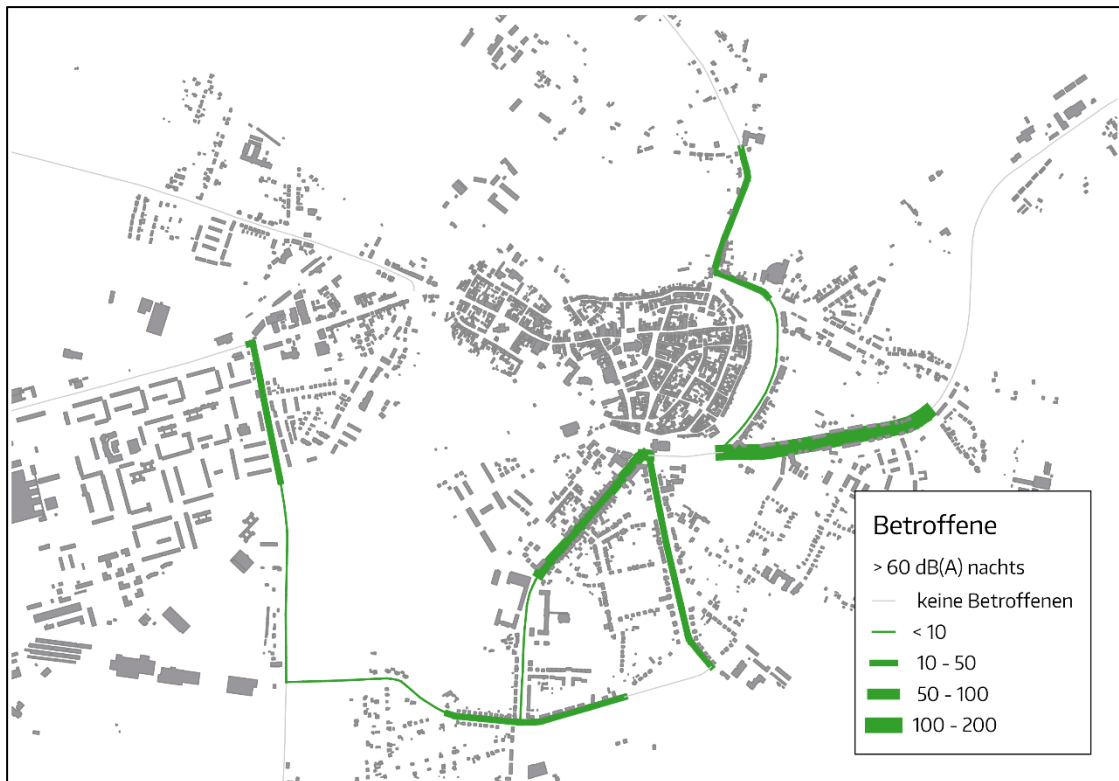 Betroffene
> 60 dB(A) nachts
keine Betroffenen
< 10
10 - 50
50 - 100
100 - 200